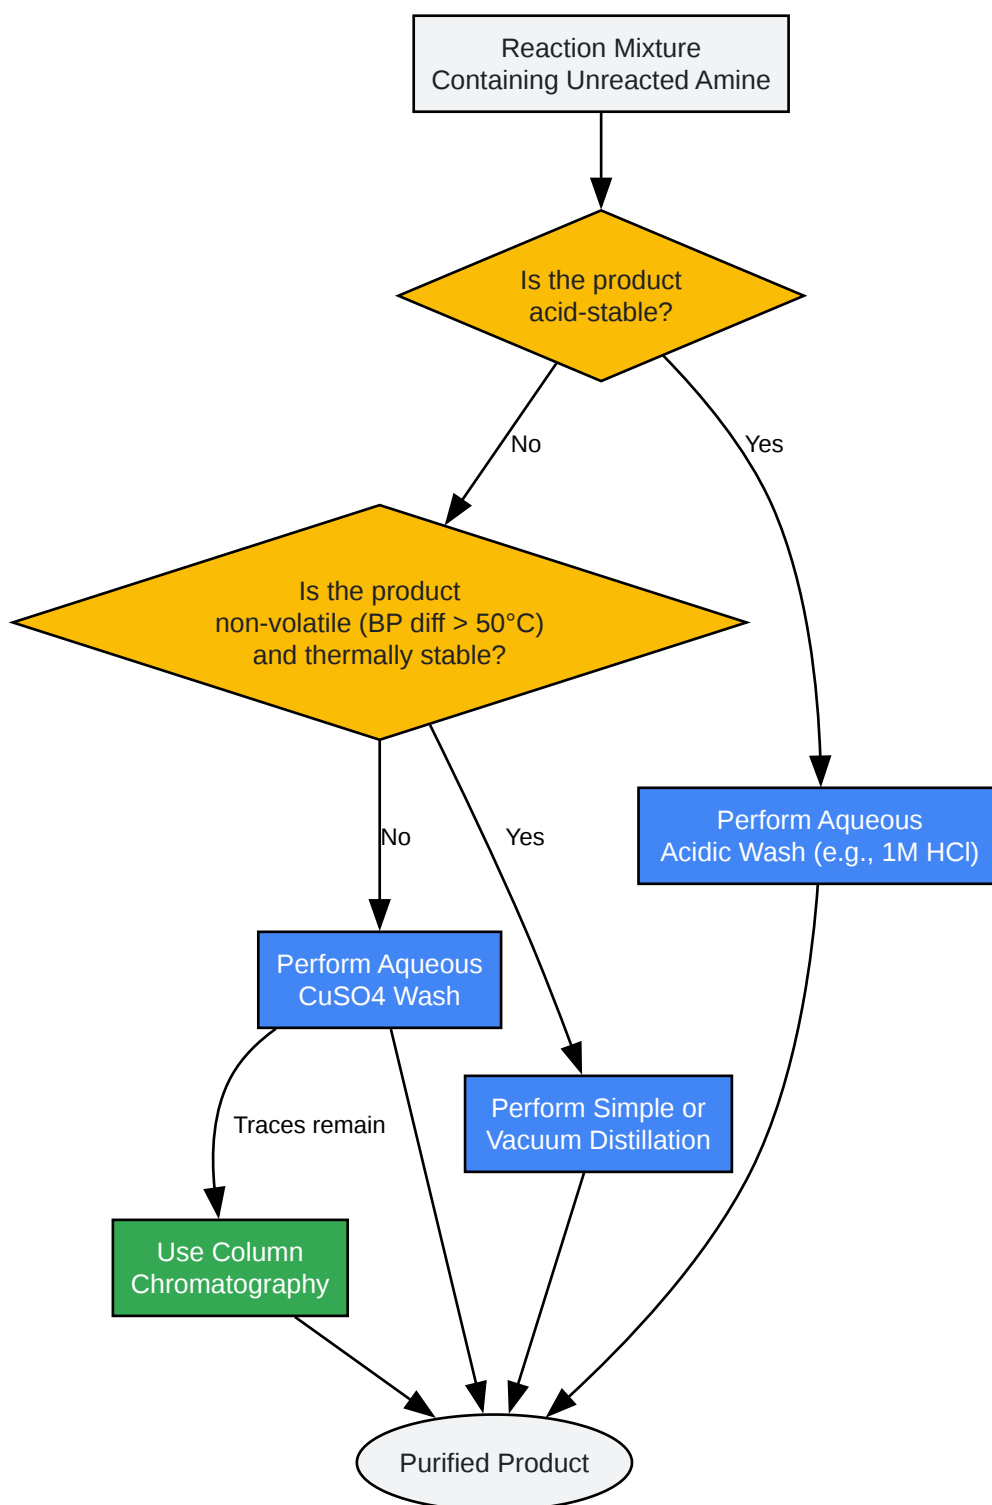 Reaction Mixture
Containing Unreacted Amine
Is the product
acid-stable?
No
Yes
Is the product
non-volatile (BP diff > 50°C)
and thermally stable?
No
Yes
Perform Aqueous
Acidic Wash (e.g., 1M HCl)
Perform Aqueous
CuSO4 Wash
Perform Simple or
Vacuum Distillation
Traces remain
Use Column
Chromatography
Purified Product